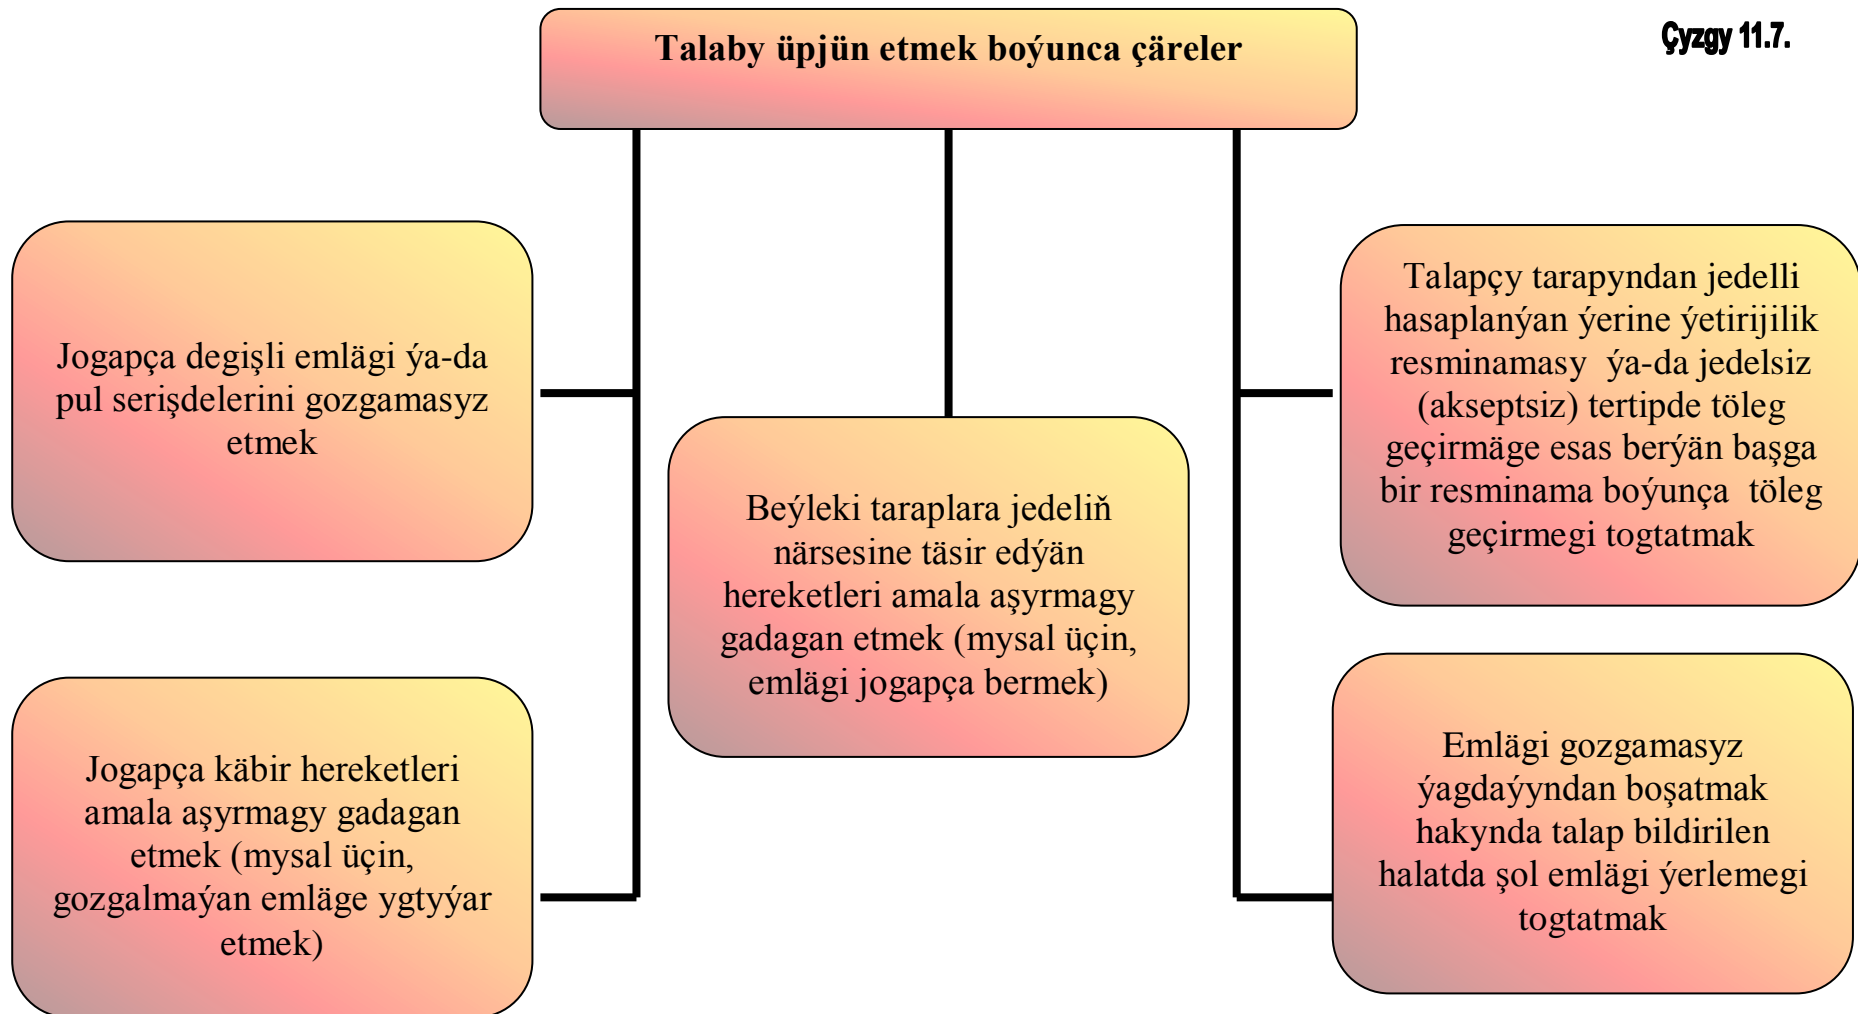 Talaby üpjün etmek boýunca çäreler
Çyzgy 11.7.
Jogapça degişli emlägi ýa-da
pul serişdelerini gozgamasyz
etmek
Talapçy tarapyndan jedelli
hasaplanýan ýerine ýetirijilik
resminamasy ýa-da jedelsiz
(akseptsiz) tertipde töleg
geçirmäge esas berýän başga
bir resminama boýunça töleg
geçirmegi togtatmak
Beýleki taraplara jedeliň
närsesine täsir edýän
hereketleri amala aşyrmagy
gadagan etmek (mysal üçin,
emlägi jogapça bermek)
Jogapça käbir hereketleri
amala aşyrmagy gadagan
etmek (mysal üçin,
gozgalmaýan emläge ygtyýar
etmek)
Emlägi gozgamasyz
ýagdaýyndan boşatmak
hakynda talap bildirilen
halatda şol emlägi ýerlemegi
togtatmak